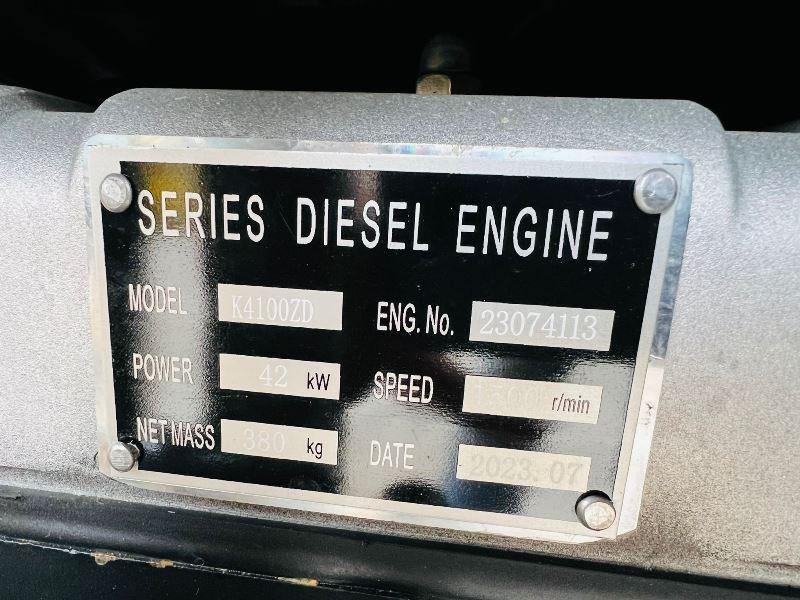 SERIES DIESEL ENGINE
MODEL K4100ZD ENG. No. 23074113
POWER 42 kW SPEED 1500 r/min
NET MASS 380 kg DATE 2023.07